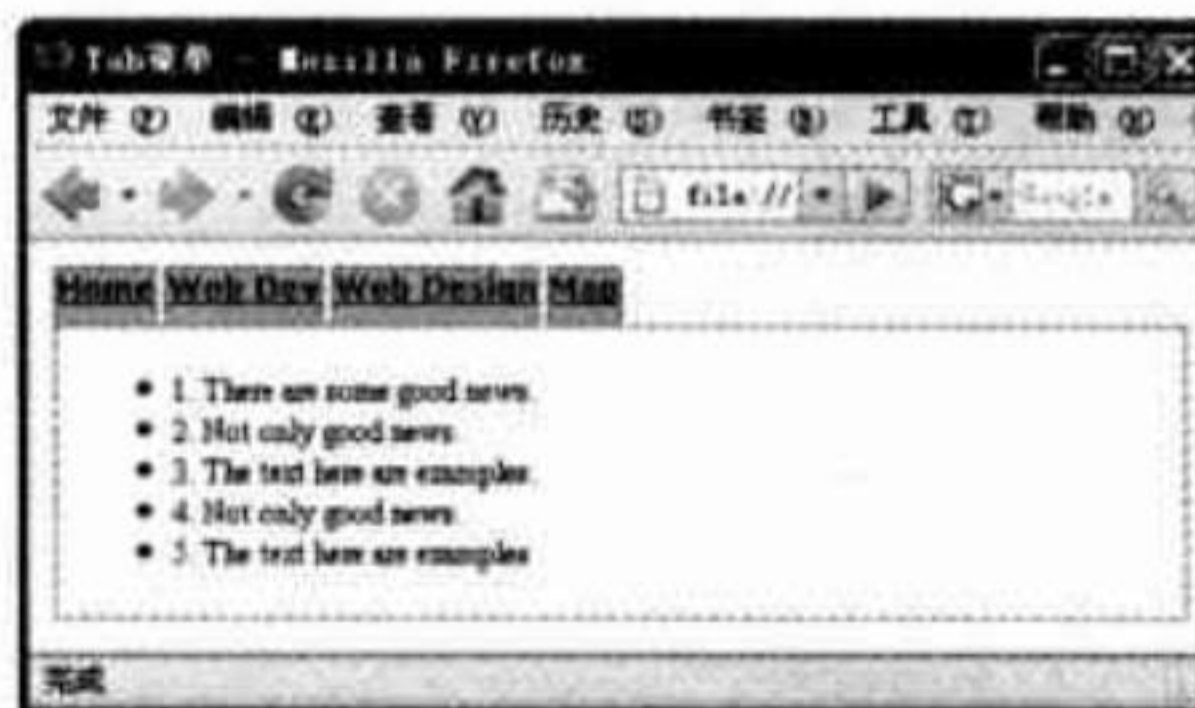 Tab菜单 - Mozilla Firefox
文件(F) 编辑(E) 查看(V) 历史(S) 书签(B) 工具(T) 帮助(H)
file:// Google
Home Web Dev Web Design Map
1. There are some good news.
2. Not only good news
3. The text here are examples.
4. Not only good news
5. The text here are examples
完成